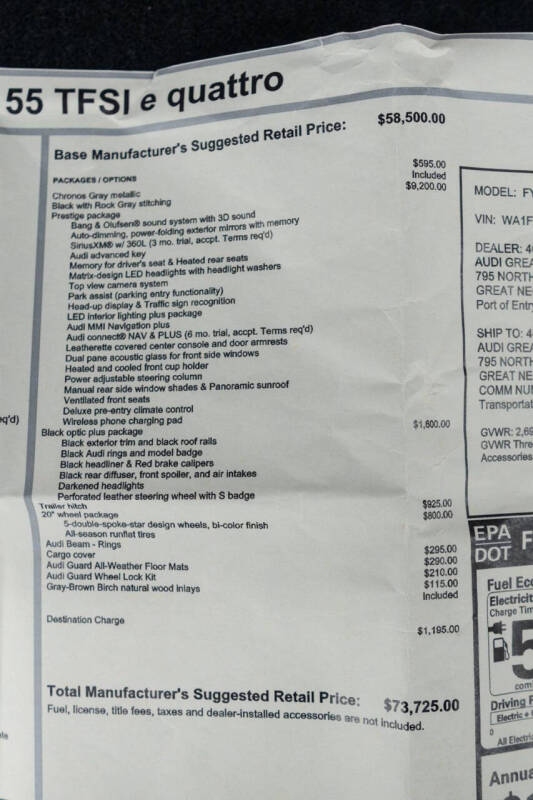 55 TFSI e quattro
Base Manufacturer's Suggested Retail Price: $58,500.00
PACKAGES / OPTIONS
Chronos Gray metallic $595.00
Black with Rock Gray stitching Included
Prestige package $9,200.00
Bang & Olufsen® sound system with 3D sound
Auto-dimming, power-folding exterior mirrors with memory
SiriusXM® w/ 360L (3 mo. trial, accpt. Terms req'd)
Audi advanced key
Memory for driver's seat & Heated rear seats
Matrix-design LED headlights with headlight washers
Top view camera system
Park assist (parking entry functionality)
Head-up display & Traffic sign recognition
LED interior lighting plus package
Audi MMI Navigation plus
Audi connect® NAV & PLUS (6 mo. trial, accpt. Terms req'd)
Leatherette covered center console and door armrests
Dual pane acoustic glass for front side windows
Heated and cooled front cup holder
Power adjustable steering column
Manual rear side window shades & Panoramic sunroof
Ventilated front seats
Deluxe pre-entry climate control
Wireless phone charging pad
Black optic plus package $1,600.00
Black exterior trim and black roof rails
Black Audi rings and model badge
Black headliner & Red brake calipers
Black rear diffuser, front spoiler, and air intakes
Darkened headlights
Perforated leather steering wheel with S badge
Trailer hitch $925.00
20" wheel package $800.00
5-double-spoke-star design wheels, bi-color finish
All-season runflat tires
Audi Beam - Rings $295.00
Cargo cover $290.00
Audi Guard All-Weather Floor Mats $210.00
Audi Guard Wheel Lock Kit $115.00
Gray-Brown Birch natural wood inlays Included
Destination Charge $1,195.00
Total Manufacturer's Suggested Retail Price: $73,725.00
Fuel, license, title fees, taxes and dealer-installed accessories are not included.
req'd)
MODEL: FY
VIN: WA1F
DEALER: 4
AUDI GREA
795 NORTH
GREAT NE
Port of Entry
SHIP TO: 4
AUDI GREA
795 NORTH
GREAT NE
COMM NUM
Transportat
GVWR: 2,69
GVWR Thre
Accessories
EPA
DOT
F
Fuel Eco
Electricit
Charge Tim
5
com
Driving
Electric +
0
All Electri
Annua